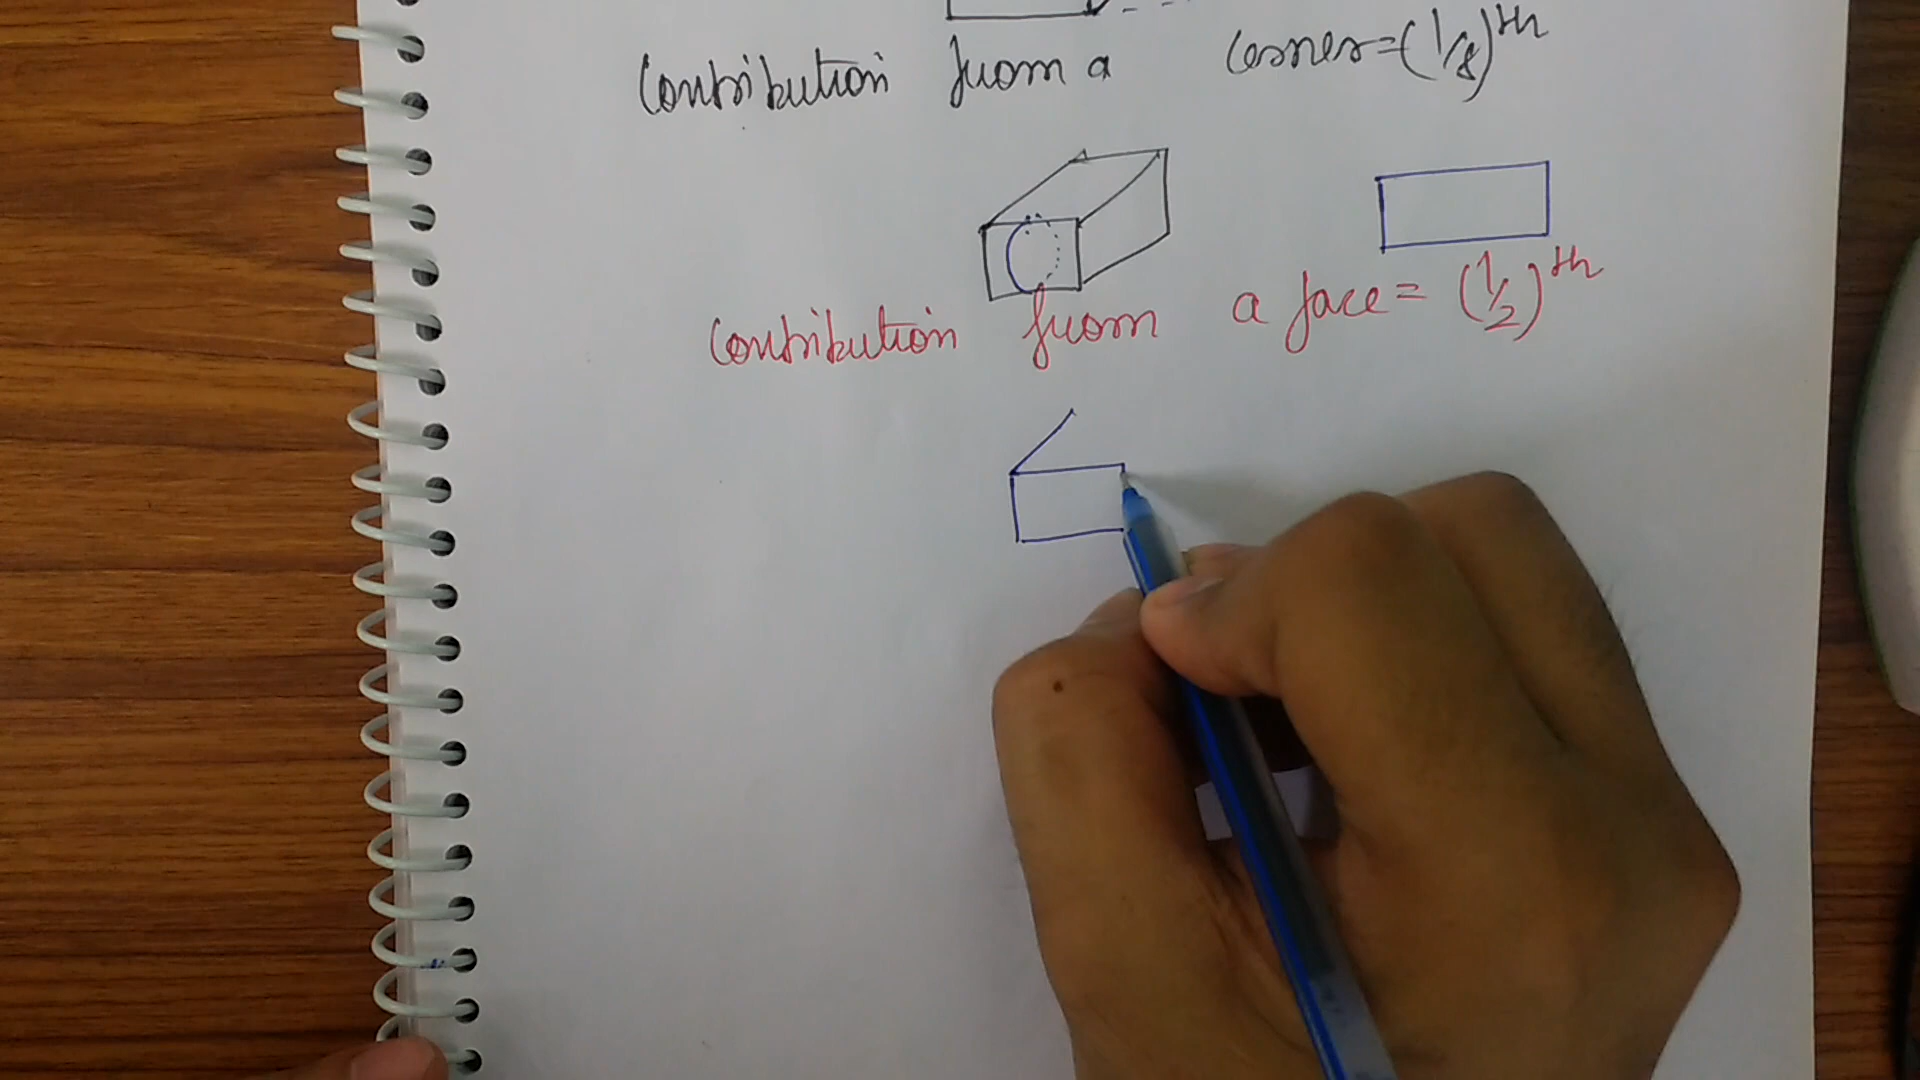 Contribution from a corner=(1/8)th
Contribution from a face= (1/2)th